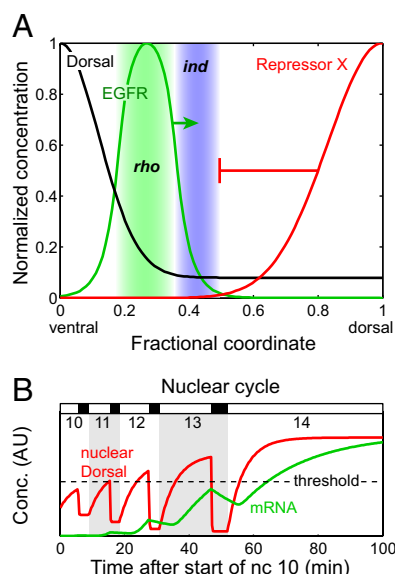 A
Normalized concentration
1
0.8
0.6
0.4
0.2
0
Dorsal
EGFR
rho
ind
Repressor X
0 0.2 0.4 0.6 0.8 1
ventral dorsal
Fractional coordinate
B
Nuclear cycle
10 11 12 13 14
Conc. (AU)
nuclear
Dorsal
threshold
mRNA
0 20 40 60 80 100
Time after start of nc 10 (min)